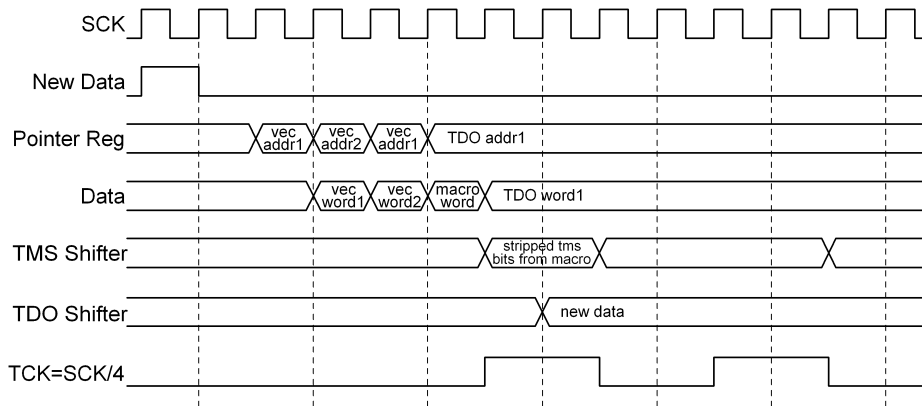 SCK
New Data
Pointer Reg
vec
addr1
vec
addr2
vec
addr1
TDO addr1
Data
vec
word1
vec
word2
macro
word
TDO word1
TMS Shifter
stripped tms
bits from macro
TDO Shifter
new data
TCK=SCK/4